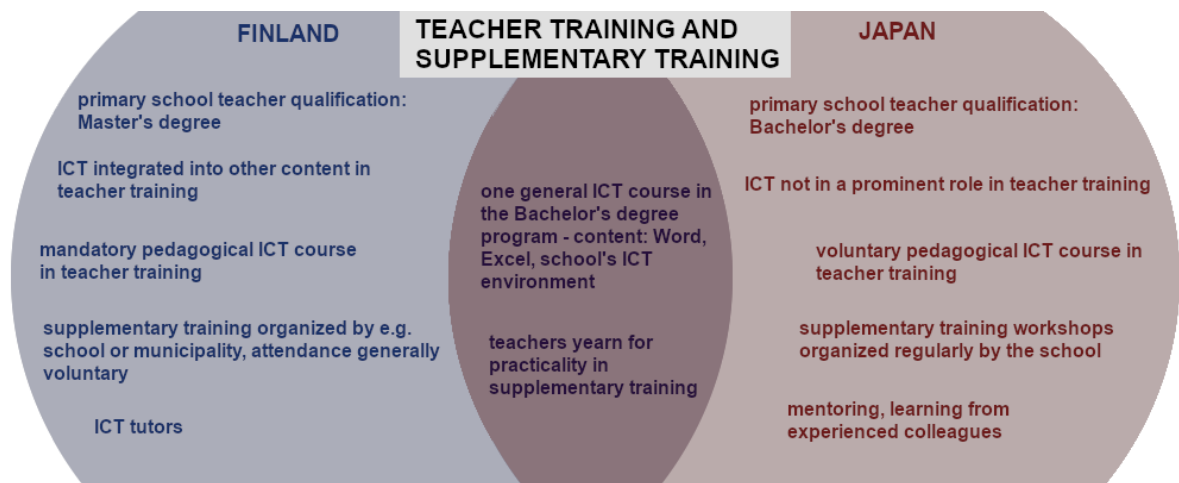 TEACHER TRAINING AND
SUPPLEMENTARY TRAINING
FINLAND
primary school teacher qualification:
Master's degree
ICT integrated into other content in
teacher training
mandatory pedagogical ICT course
in teacher training
supplementary training organized by e.g.
school or municipality, attendance generally
voluntary
ICT tutors
one general ICT course in
the Bachelor's degree
program - content: Word,
Excel, school's ICT
environment
teachers yearn for
practicality in
supplementary training
JAPAN
primary school teacher qualification:
Bachelor's degree
ICT not in a prominent role in teacher training
voluntary pedagogical ICT course in
teacher training
supplementary training workshops
organized regularly by the school
mentoring, learning from
experienced colleagues